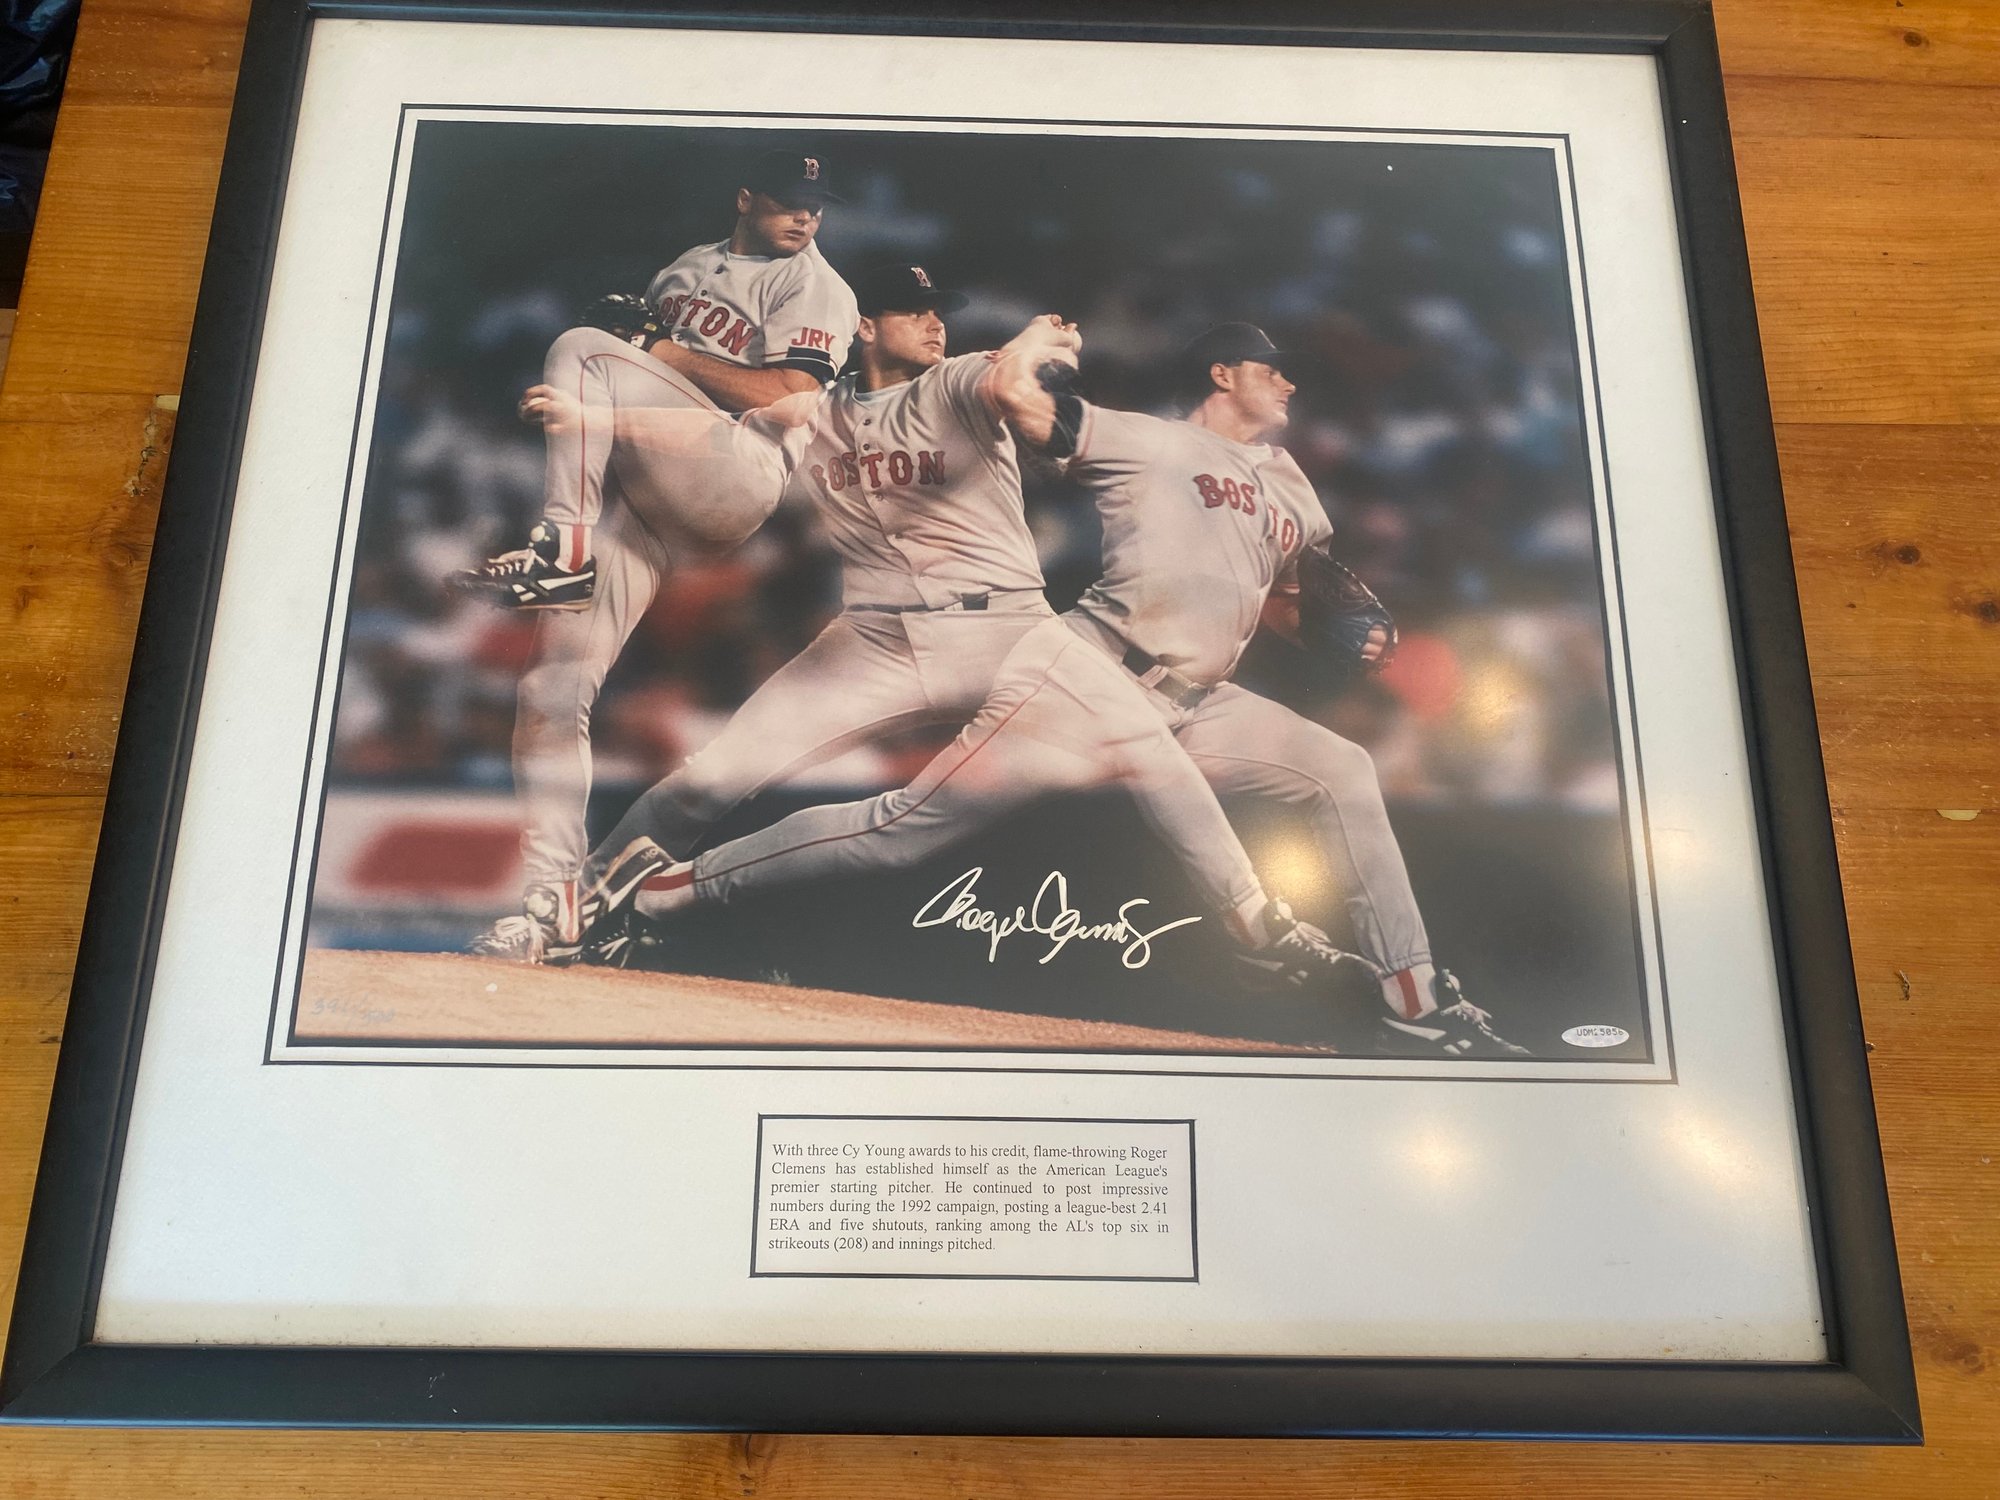 B
B
BOSTON
JRY
BOSTON
BOSTON
Roger Clemens
UDM25056
With three Cy Young awards to his credit, flame-throwing Roger
Clemens has established himself as the American League's
premier starting pitcher. He continued to post impressive
numbers during the 1992 campaign, posting a league-best 2.41
ERA and five shutouts, ranking among the AL's top six in
strikeouts (208) and innings pitched.